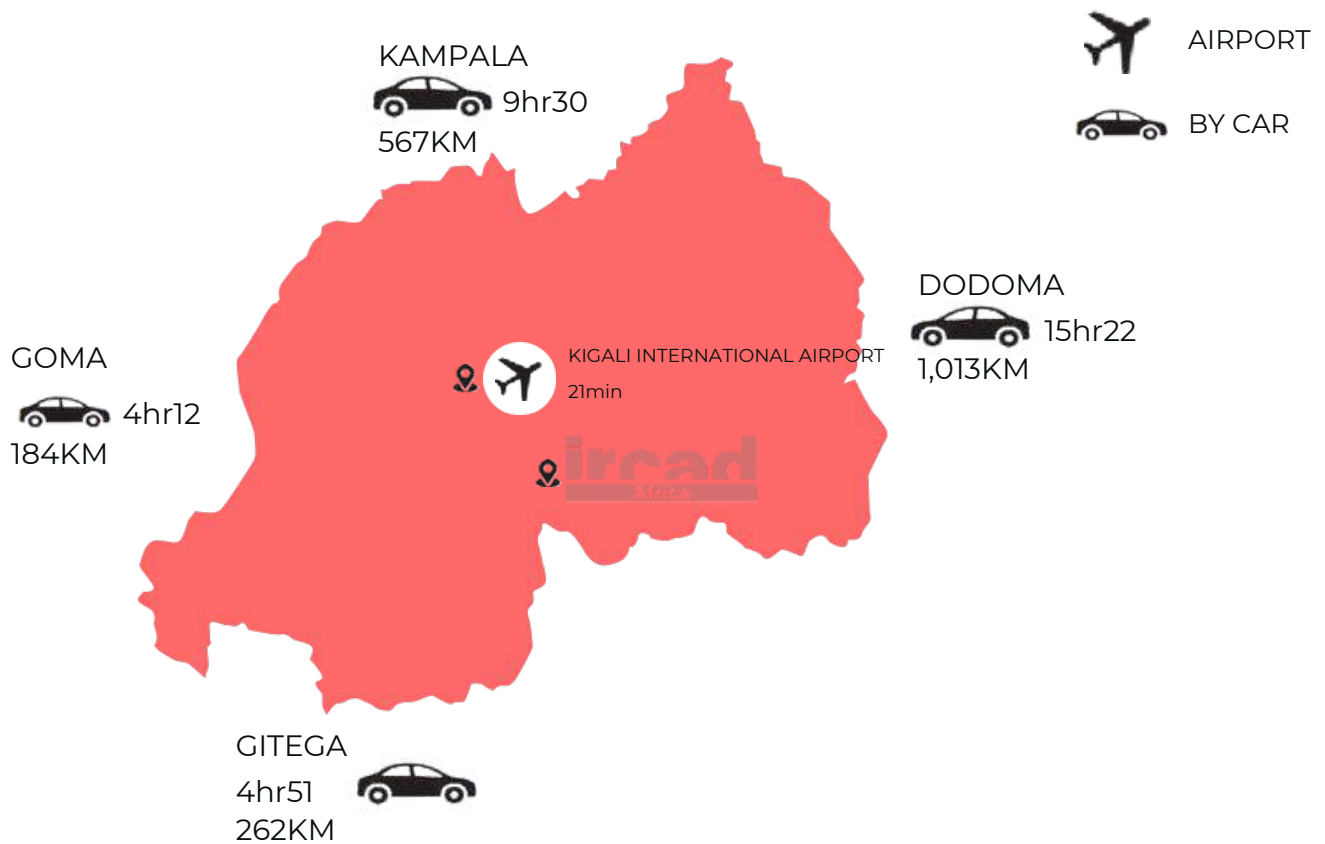 AIRPORT
KAMPALA
9hr30
BY CAR
567KM
DODOMA
15hr22
KIGALI INTERNATIONAL AIRPORT
GOMA
1,013KM
21min
4hr12
184KM
ircad
Africa
GITEGA
4hr51
262KM